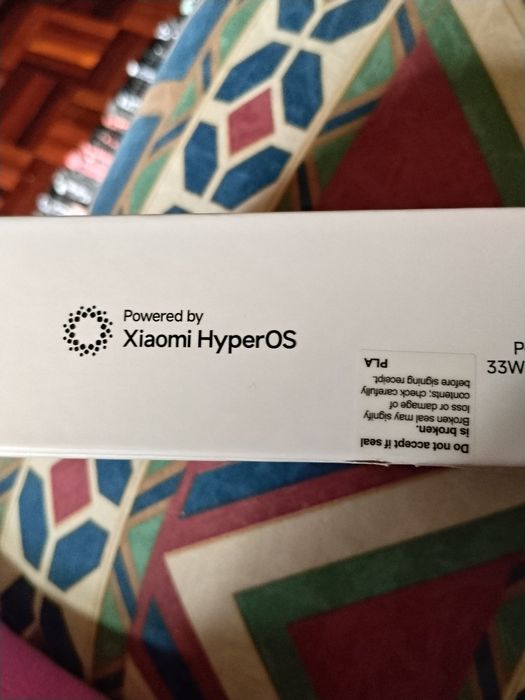 Powered by
Xiaomi HyperOS
P
33W
Do not accept if seal
is broken.
Broken seal may signify
loss or damage of
contents; check carefully
before signing receipt.
PLA